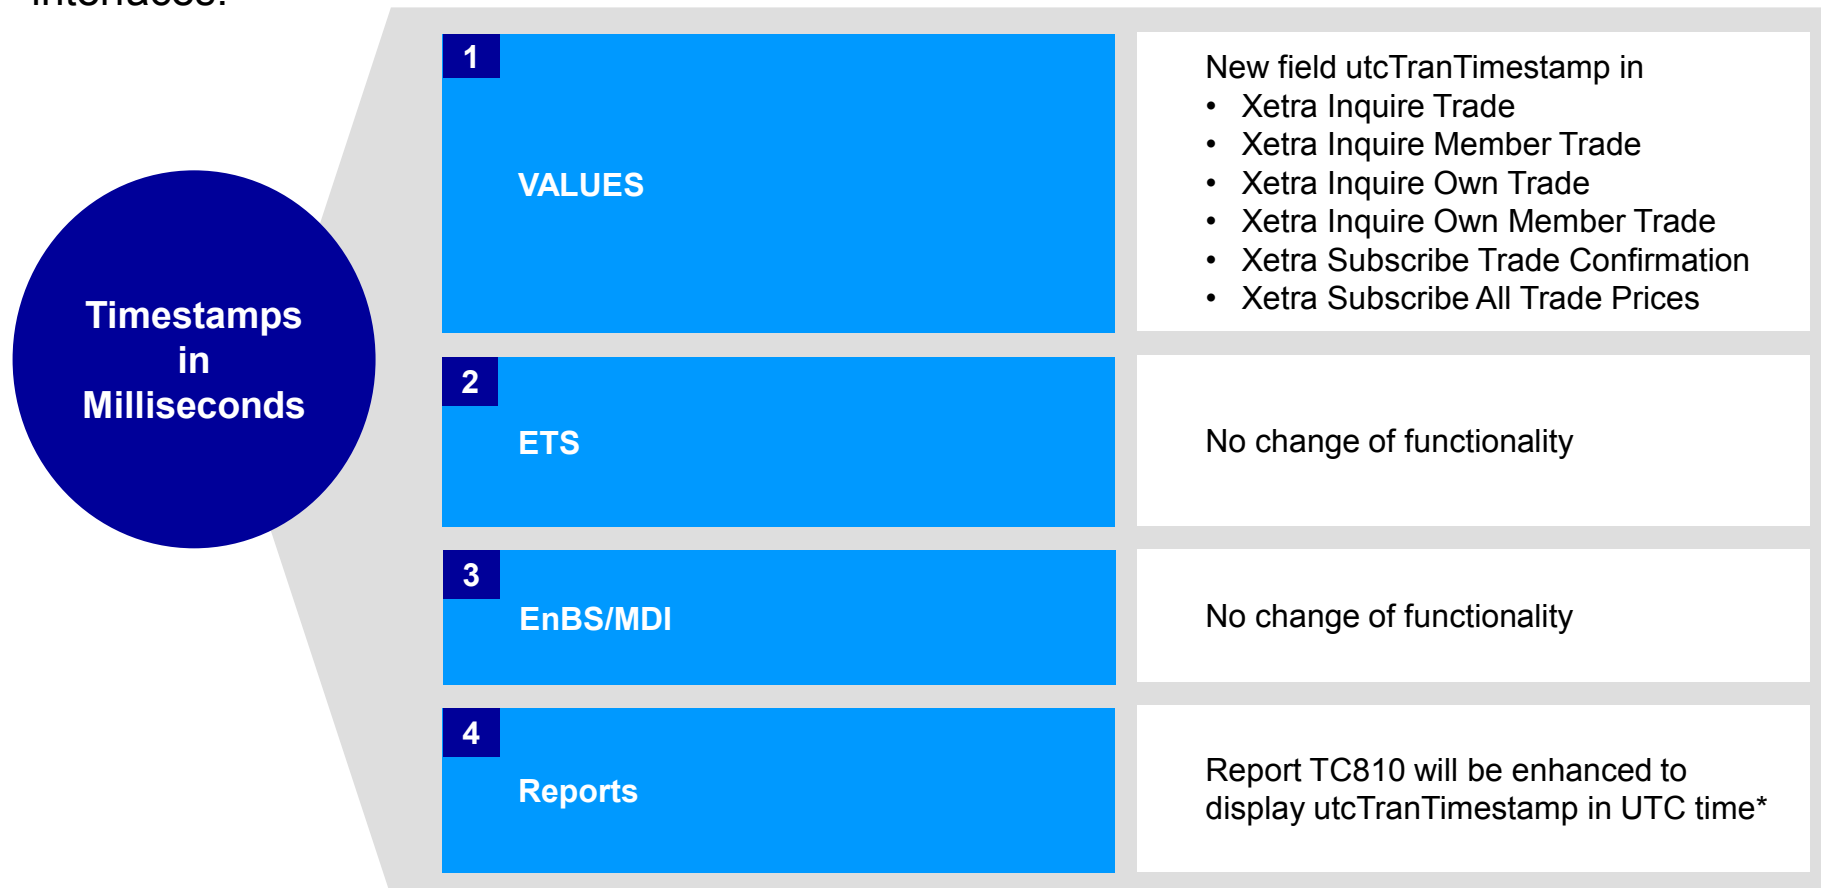 interfaces:
Timestamps
in
Milliseconds
1
VALUES
New field utcTranTimestamp in
• Xetra Inquire Trade
• Xetra Inquire Member Trade
• Xetra Inquire Own Trade
• Xetra Inquire Own Member Trade
• Xetra Subscribe Trade Confirmation
• Xetra Subscribe All Trade Prices
2
ETS
No change of functionality
3
EnBS/MDI
No change of functionality
4
Reports
Report TC810 will be enhanced to
display utcTranTimestamp in UTC time*